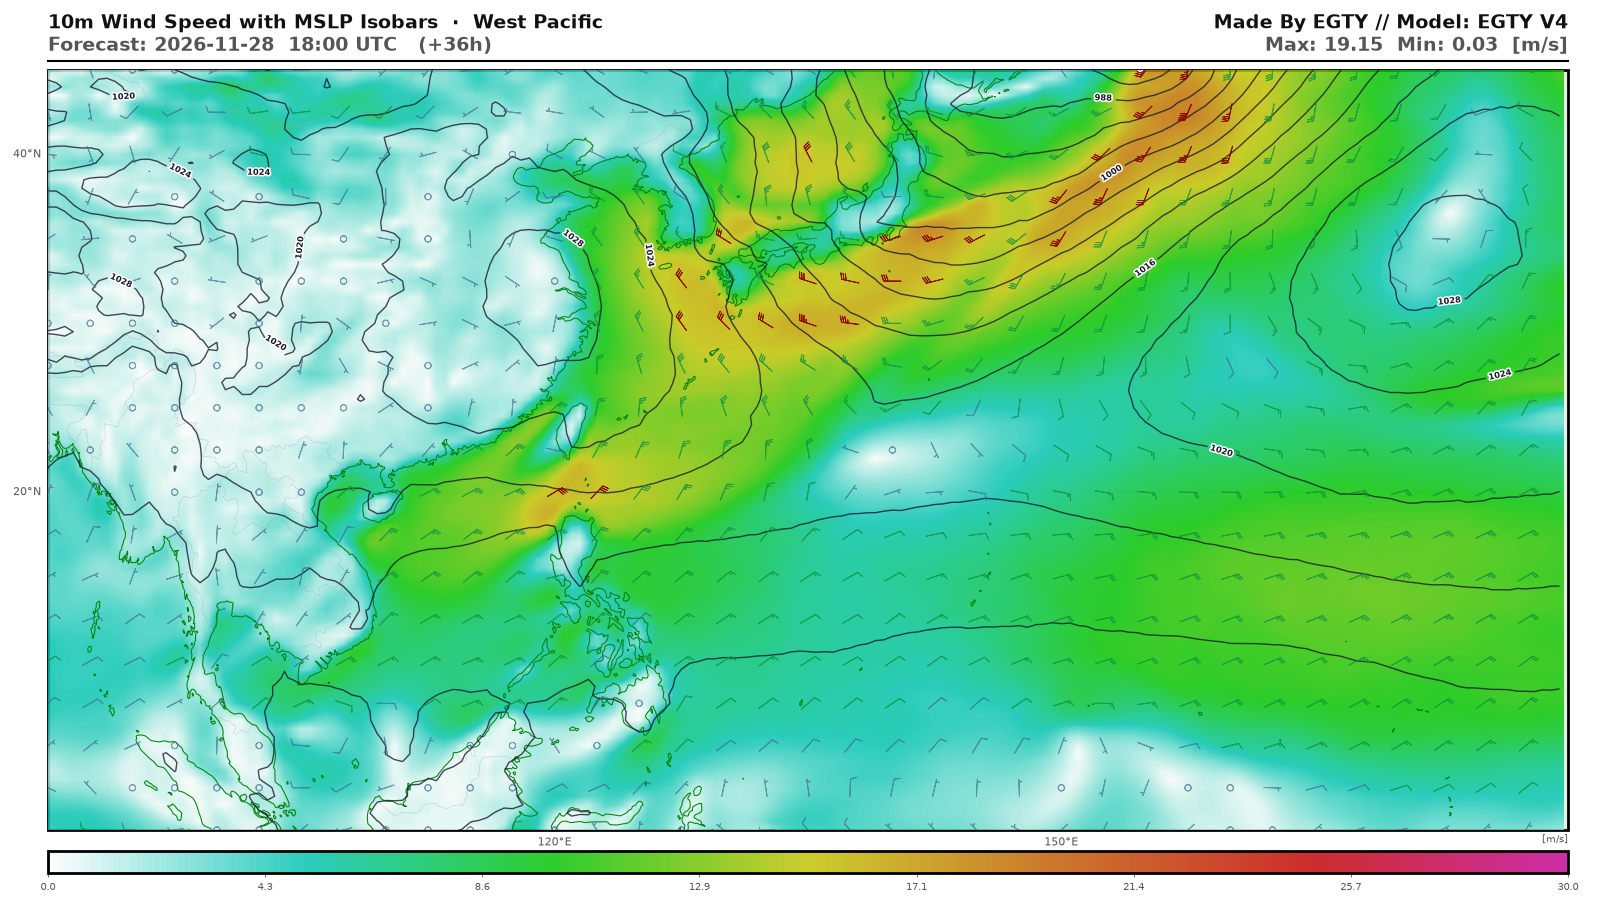 10m Wind Speed with MSLP Isobars · West Pacific
Made By EGTY // Model: EGTY V4
Forecast: 2026-11-28 18:00 UTC (+36h)
Max: 19.15 Min: 0.03 [m/s]
1020
988
40°N
1024
1024
1000
1020
1028
1024
1016
1028
1028
1020
1024
1020
20°N
120°E
150°E
[m/s]
0.0
4.3
8.6
12.9
17.1
21.4
25.7
30.0